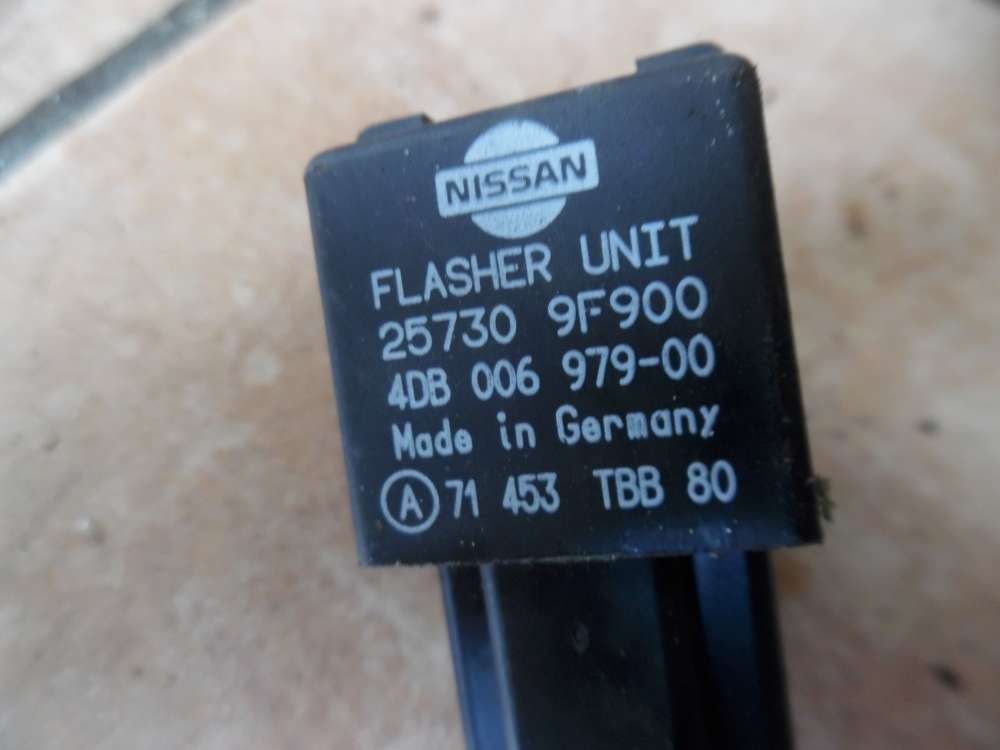 NISSAN
FLASHER UNIT
25730 9F900
4DB 006 979-00
Made in Germany
A 71 453 TBB 80